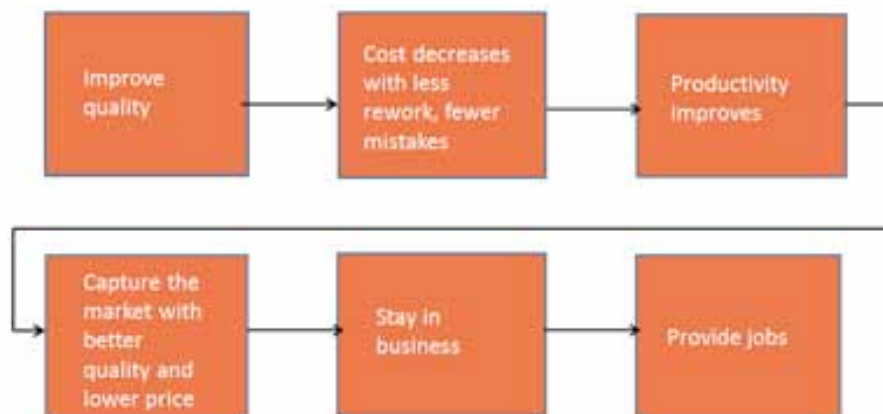 Improve
quality
Cost decreases
with less
rework, fewer
mistakes
Productivity
improves
Capture the
market with
better
quality and
lower price
Stay in
business
Provide jobs